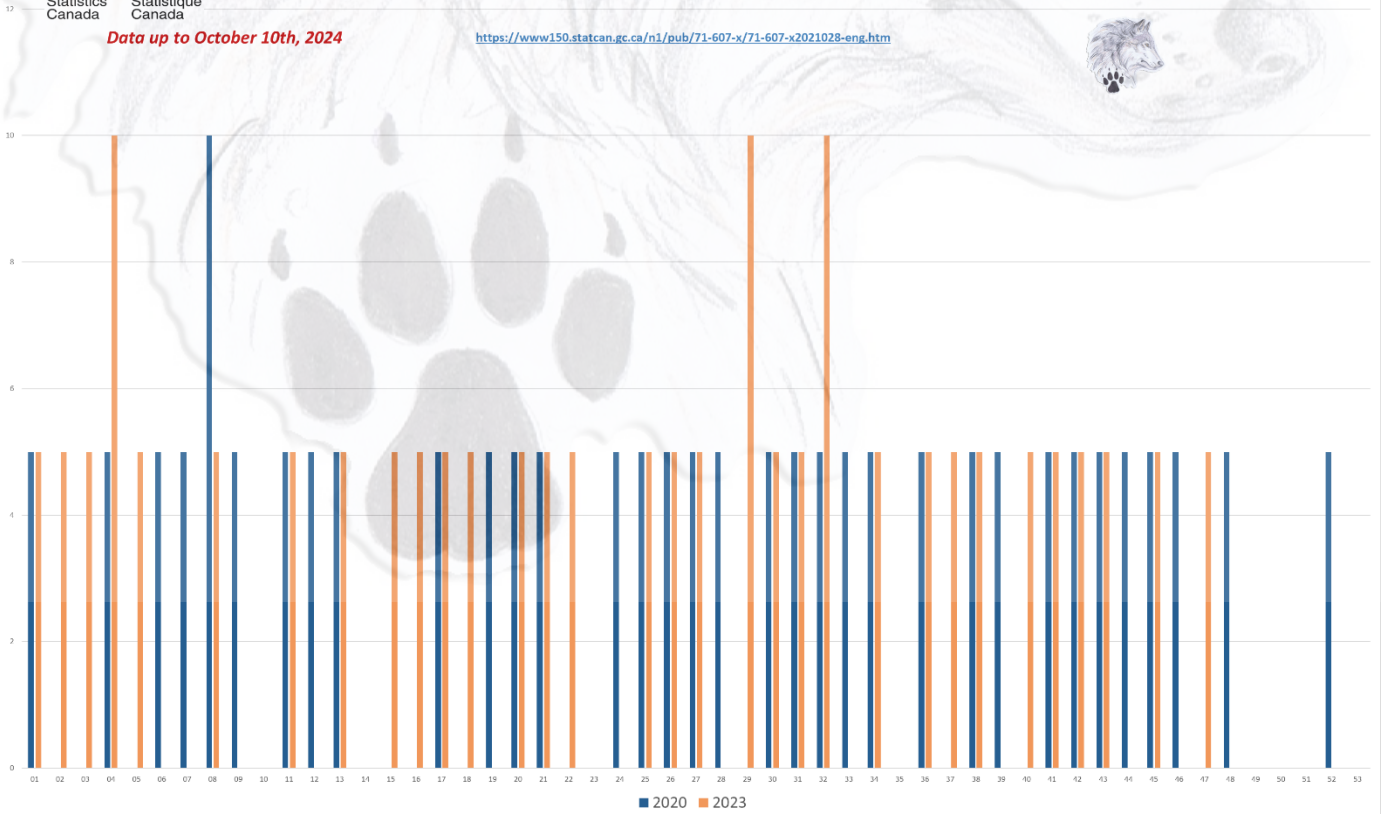 Statistics Statistique
Canada Canada
Data up to October 10th, 2024 https://www150.statcan.gc.ca/n1/pub/71-607-x/71-607-x2021028-eng.htm
12
10
8
6
4
2
0
01 02 03 04 05 06 07 08 09 10 11 12 13 14 15 16 17 18 19 20 21 22 23 24 25 26 27 28 29 30 31 32 33 34 35 36 37 38 39 40 41 42 43 44 45 46 47 48 49 50 51 52 53
2020 2023